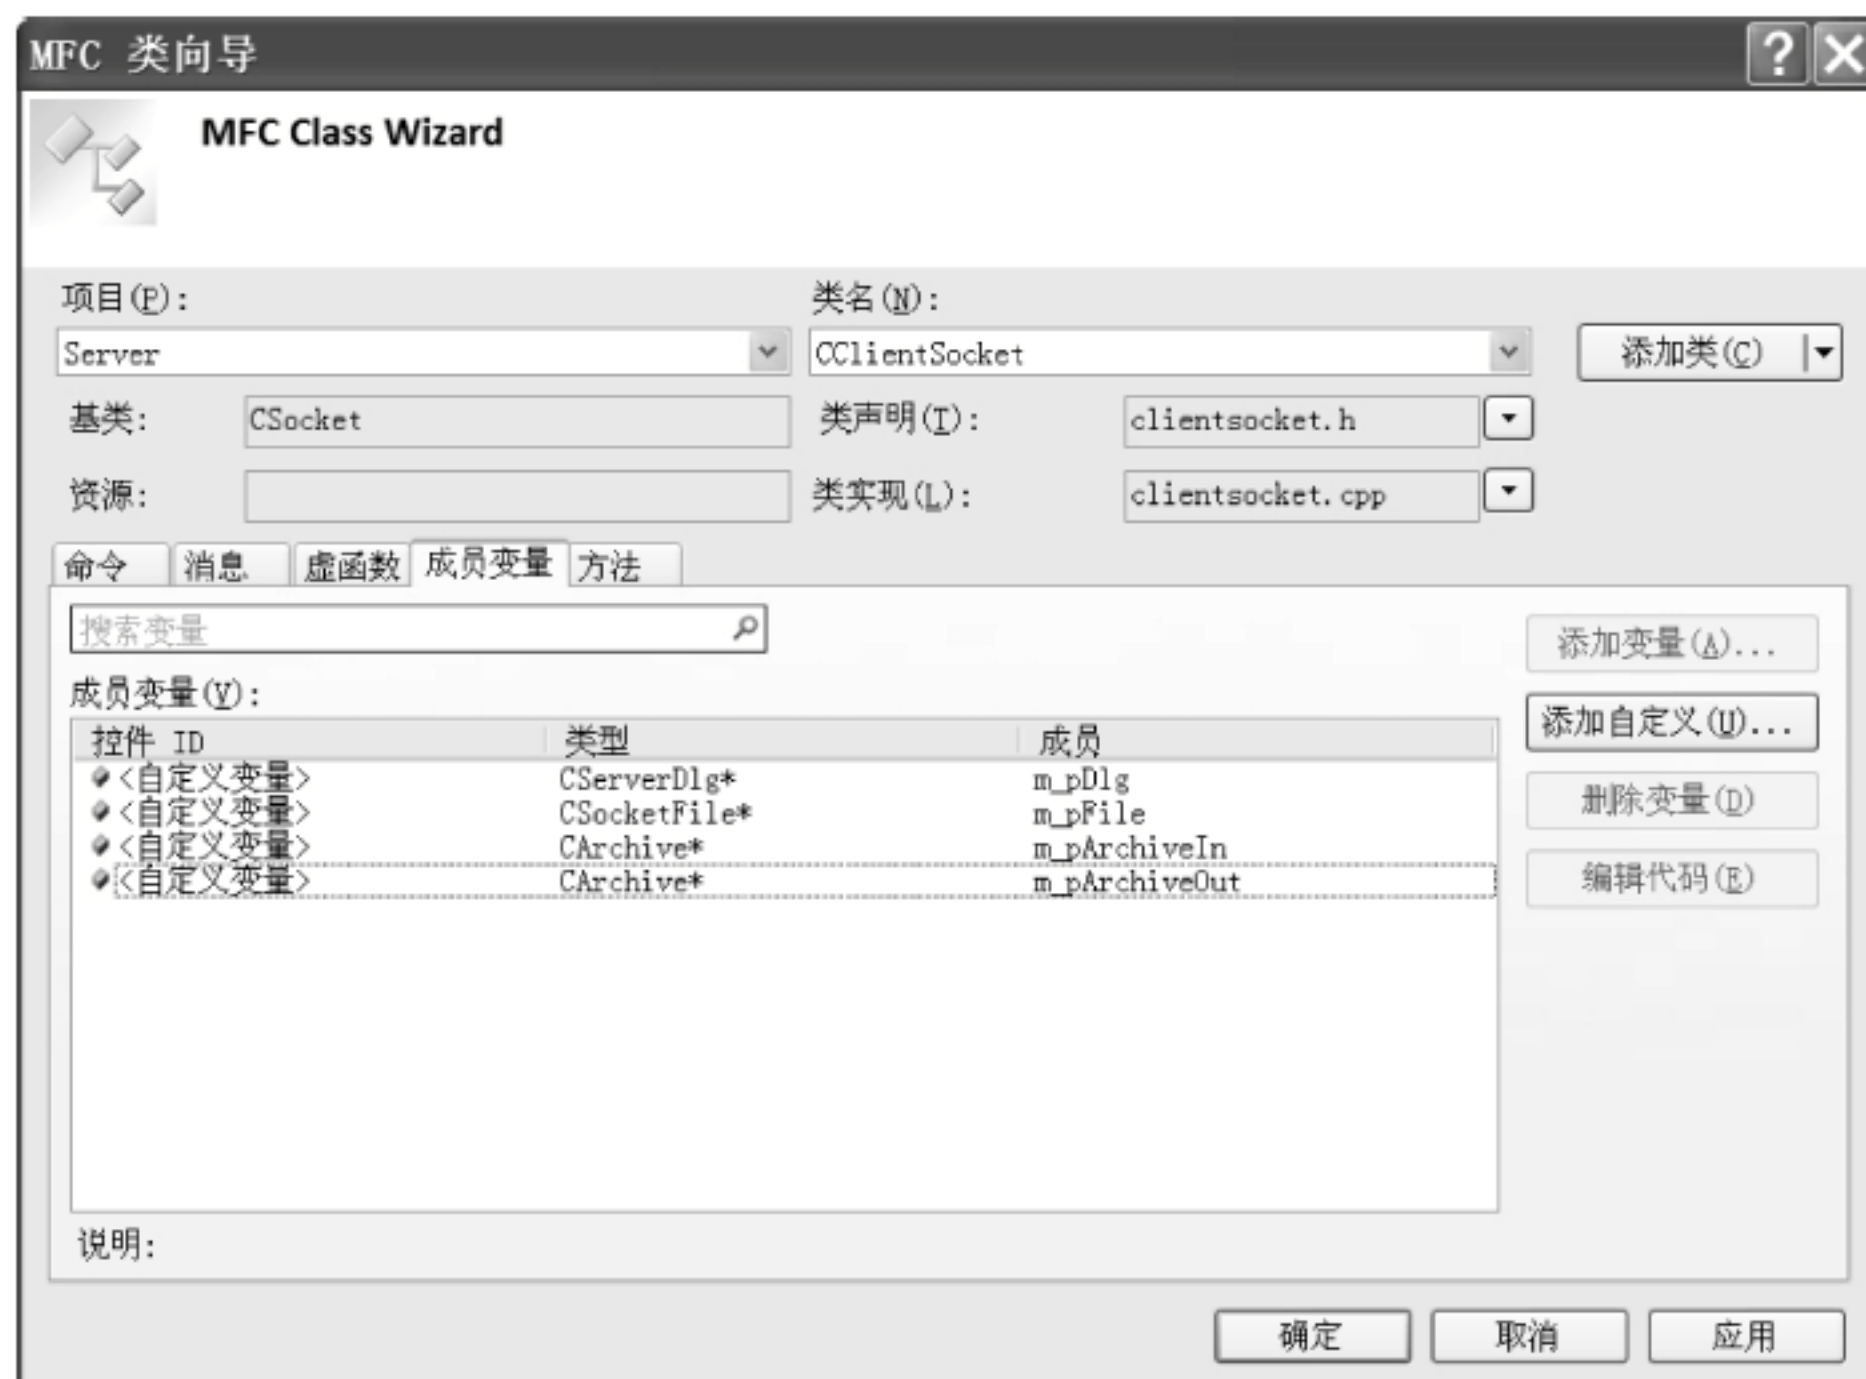 MFC 类向导
MFC Class Wizard
项目(P):
类名(N):
Server
CClientSocket
添加类(C)
基类:
CSocket
类声明(T):
clientsocket.h
资源:
类实现(L):
clientsocket.cpp
命令 消息 虚函数 成员变量 方法
搜索变量
添加变量(A)...
成员变量(V):
添加自定义(U)...
控件 ID 类型 成员
<自定义变量> CServerDlg* m_pDlg
<自定义变量> CSocketFile* m_pFile
删除变量(D)
<自定义变量> CArchive* m_pArchiveIn
<自定义变量> CArchive* m_pArchiveOut
编辑代码(E)
说明:
确定 取消 应用